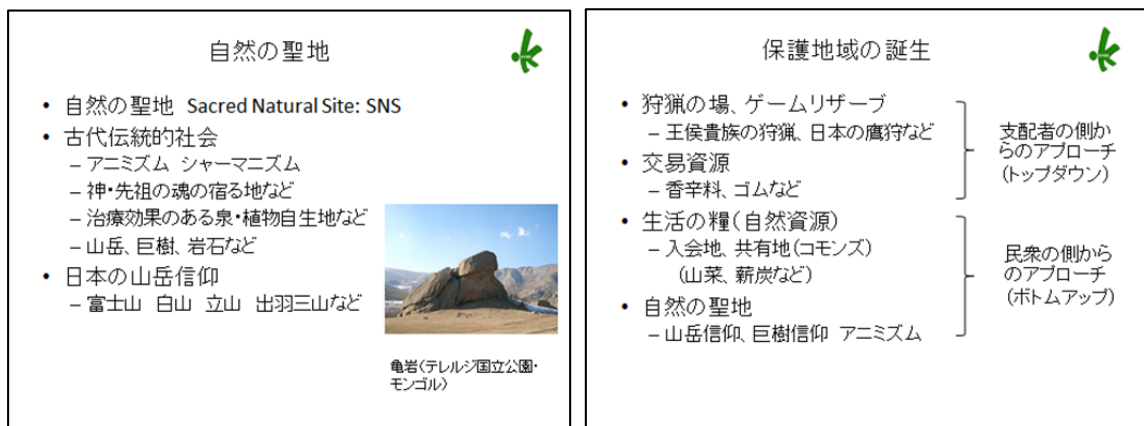 自然の聖地
• 自然の聖地 Sacred Natural Site: SNS
• 古代伝統的社会
– アニミズム シャーマニズム
– 神・先祖の魂の宿る地など
– 治療効果のある泉・植物自生地など
– 山岳、巨樹、岩石など
• 日本の山岳信仰
– 富士山 白山 立山 出羽三山など
亀岩(テレルジ国立公園・
モンゴル)
保護地域の誕生
• 狩猟の場、ゲームリザーブ
– 王侯貴族の狩猟、日本の鷹狩など
• 交易資源
– 香辛料、ゴムなど
支配者の側か
らのアプローチ
(トップダウン)
• 生活の糧(自然資源)
– 入会地、共有地(コモンズ)
(山菜、薪炭など)
• 自然の聖地
– 山岳信仰、巨樹信仰 アニミズム
民衆の側から
のアプローチ
(ボトムアップ)